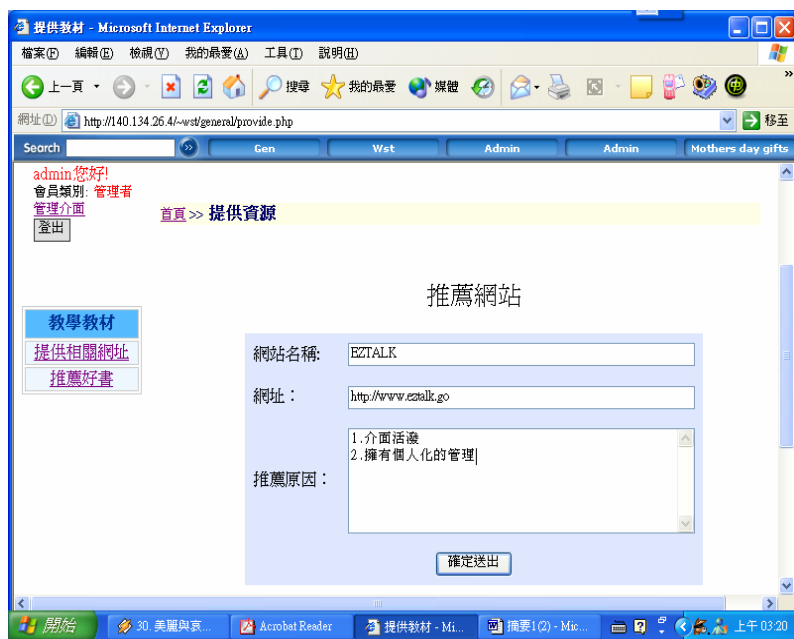 提供教材 - Microsoft Internet Explorer
檔案(F) 編輯(E) 檢視(V) 我的最愛(A) 工具(T) 說明(H)
上一頁 搜尋 我的最愛 媒體
網址(D) http://140.134.26.4/~wst/general/provide.php 移至
Search Gen Wst Admin Admin Mothers day gifts
admin您好!
會員類別: 管理者
管理介面
登出
首頁>> 提供資源
推薦網站
教學教材
提供相關網址
推薦好書
網站名稱: EZTALK
網址： http://www.eztalk.go
推薦原因：
1.介面活潑
2.擁有個人化的管理
確定送出
開始 30. 美麗與哀... Acrobat Reader 提供教材 - Mi... 摘要1(2) - Mic... 上午 03:20